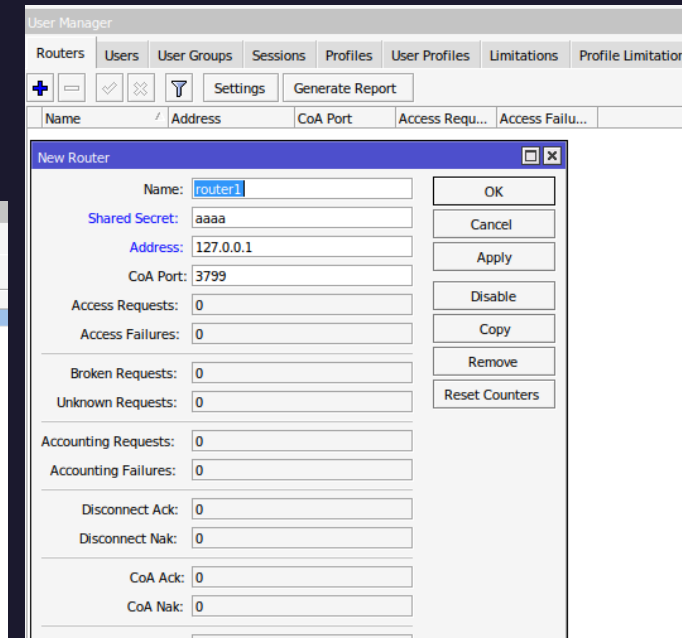 User Manager
Routers Users User Groups Sessions Profiles User Profiles Limitations Profile Limitation
Settings Generate Report
Name Address CoA Port Access Requ... Access Failu...
New Router
Name: router1 OK
Shared Secret: aaaa Cancel
Address: 127.0.0.1 Apply
CoA Port: 3799
Access Requests: 0 Disable
Access Failures: 0 Copy
Broken Requests: 0 Remove
Unknown Requests: 0 Reset Counters
Accounting Requests: 0
Accounting Failures: 0
Disconnect Ack: 0
Disconnect Nak: 0
CoA Ack: 0
CoA Nak: 0